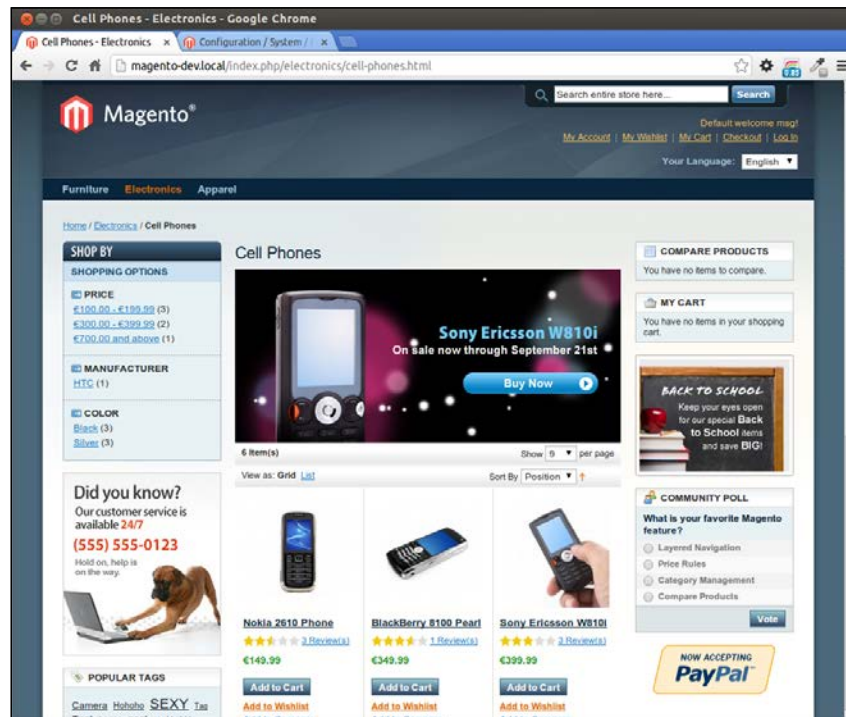 Cell Phones - Electronics - Google Chrome
Cell Phones - Electronics × Configuration / System / ×
magento-dev.local/index.php/electronics/cell-phones.html
0.85
Magento®
Search entire store here... Search
Default welcome msg!
My Account | My Wishlist | My Cart | Checkout | Log In
Your Language: English
Furniture Electronics Apparel
Home / Electronics / Cell Phones
SHOP BY
SHOPPING OPTIONS
PRICE
€100.00 - €199.99 (3)
€300.00 - €399.99 (2)
€700.00 and above (1)
MANUFACTURER
HTC (1)
COLOR
Black (3)
Silver (3)
Did you know?
Our customer service is
available 24/7
(555) 555-0123
Hold on, help is
on the way.
POPULAR TAGS
Camera Hohoho SEXY Tag
Cell Phones
Sony Ericsson W810i
On sale now through September 21st
Buy Now
6 Item(s) Show 9 per page
View as: Grid List Sort By Position
Nokia 2610 Phone
3 Review(s)
€149.99
Add to Cart
Add to Wishlist
BlackBerry 8100 Pearl
1 Review(s)
€349.99
Add to Cart
Add to Wishlist
Sony Ericsson W810i
3 Review(s)
€399.99
Add to Cart
Add to Wishlist
COMPARE PRODUCTS
You have no items to compare.
MY CART
You have no items in your shopping
cart.
BACK TO SCHOOL
Keep your eyes open
for our special Back
to School items
and save BIG!
COMMUNITY POLL
What is your favorite Magento
feature?
Layered Navigation
Price Rules
Category Management
Compare Products
Vote
NOW ACCEPTING
PayPal